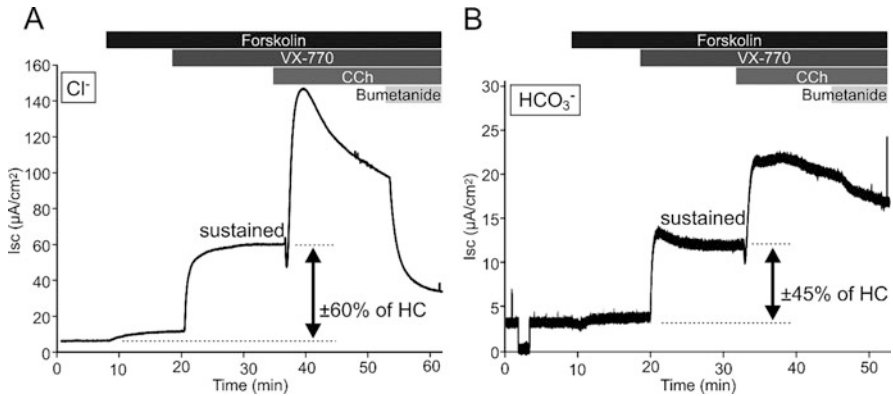 A
Forskolin
VX-770
CCh
Bumetanide
Cl⁻
160
140
120
100
80
60
40
20
0
Isc (µA/cm²)
sustained
±60% of HC
0 10 20 30 40 50 60
Time (min)
B
Forskolin
VX-770
CCh
Bumetanide
HCO₃⁻
30
25
20
15
10
5
0
Isc (µA/cm²)
sustained
±45% of HC
0 10 20 30 40 50
Time (min)